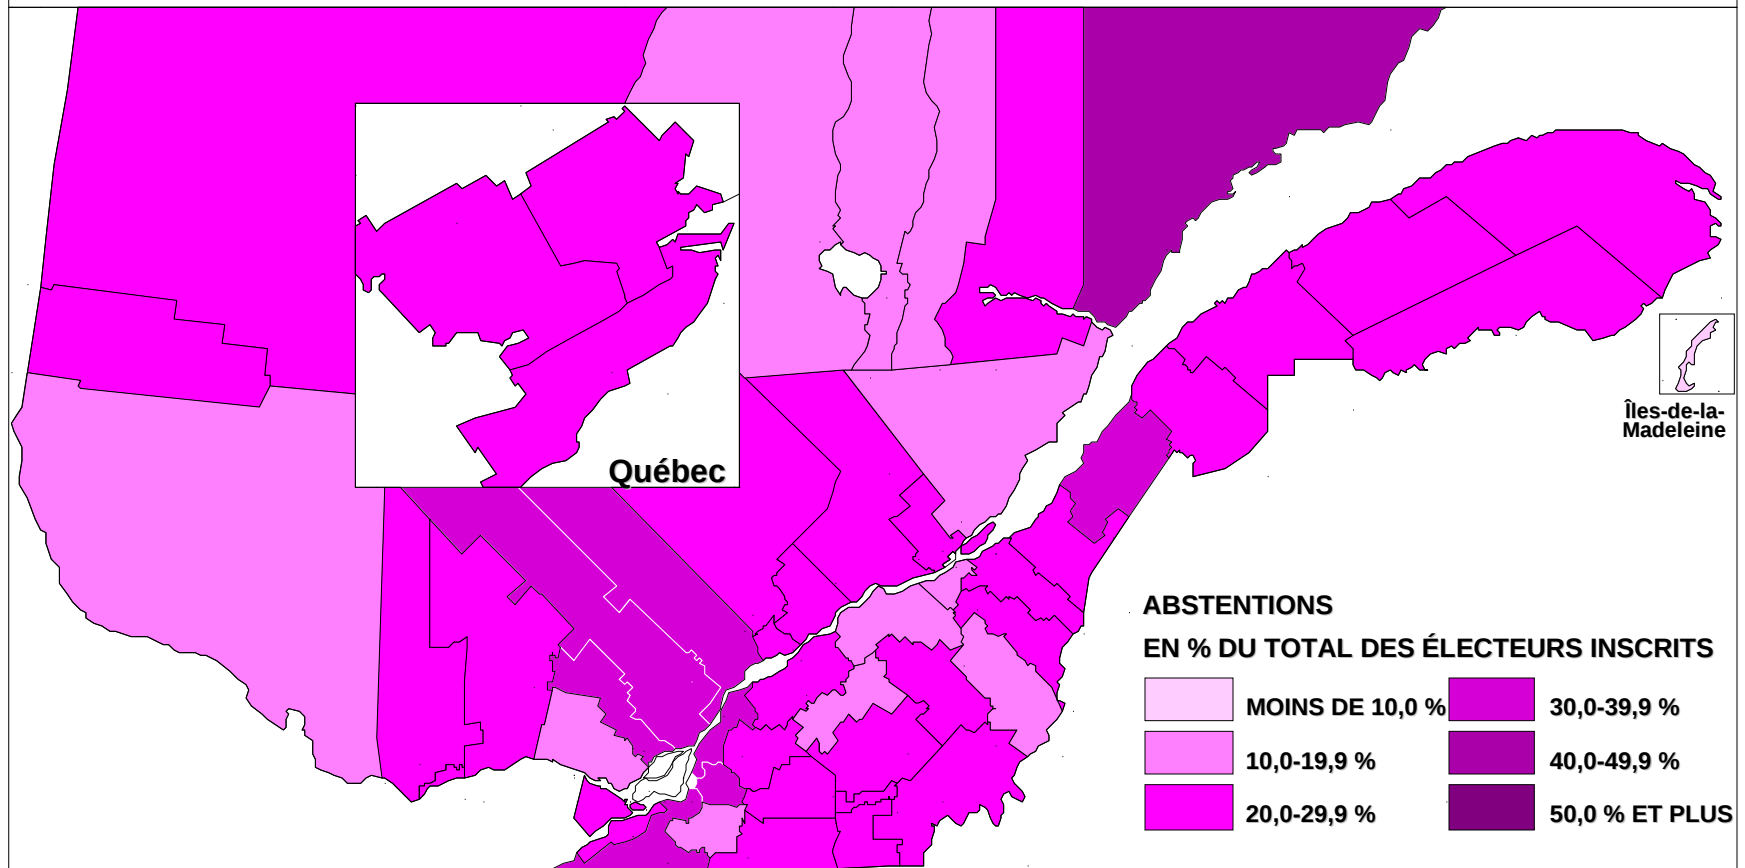 Québec
Îles-de-la-
Madeleine
ABSTENTIONS
EN % DU TOTAL DES ÉLECTEURS INSCRITS
MOINS DE 10,0 %
10,0-19,9 %
20,0-29,9 %
30,0-39,9 %
40,0-49,9 %
50,0 % ET PLUS